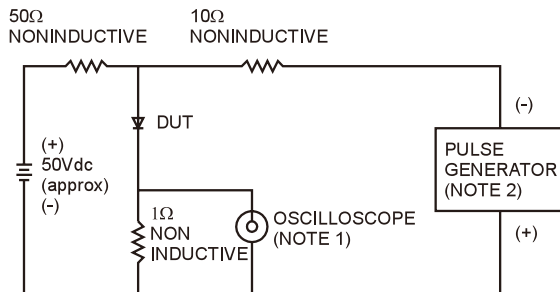 50Ω
NONINDUCTIVE
10Ω
NONINDUCTIVE
DUT
(+)
50Vdc
(approx)
(-)
1Ω
NON
INDUCTIVE
OSCILLOSCOPE
(NOTE 1)
(-)
PULSE
GENERATOR
(NOTE 2)
(+)